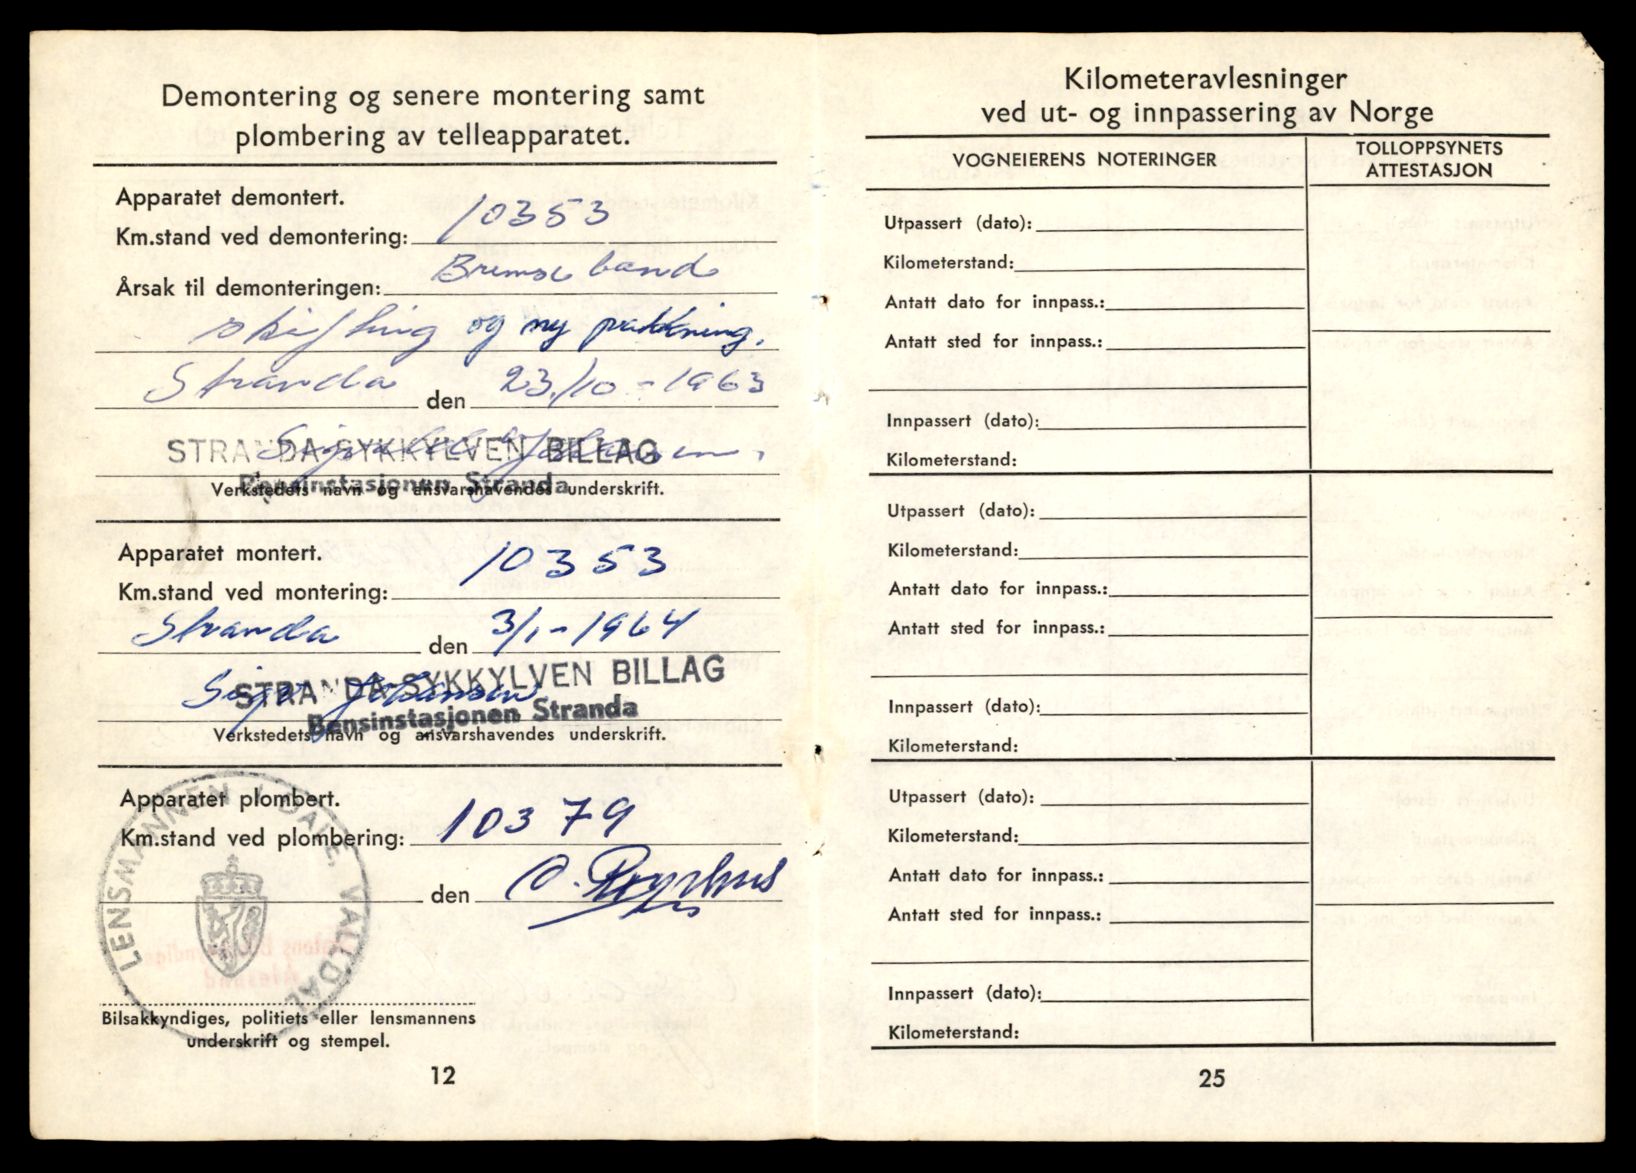 Demontering og senere montering samt
plombering av telleapparatet.
Apparatet demontert.
Km.stand ved demontering: 10353
Årsak til demonteringen: Bremse band
skifting og ny pakkning.
Stranda den 23/10-1963
STRANDA-SYKKYLVEN BILLAG
Bensinstasjonen Stranda
Verkstedets navn og ansvarshavendes underskrift.
Apparatet montert.
Km.stand ved montering: 10353
Stranda den 3/1-1964
STRANDA-SYKKYLVEN BILLAG
Bensinstasjonen Stranda
Verkstedets navn og ansvarshavendes underskrift.
Apparatet plombert.
Km.stand ved plombering: 10379
den O.
LENSMANNEN I DALE, VALLDAL
Bilsakkyndiges, politiets eller lensmannens
underskrift og stempel.
12
Kilometeravlesninger
ved ut- og innpassering av Norge
VOGNEIERENS NOTERINGER
TOLLOPPSYNETS
ATTESTASJON
Utpassert (dato):
Kilometerstand:
Antatt dato for innpass.:
Antatt sted for innpass.:
Innpassert (dato):
Kilometerstand:
Utpassert (dato):
Kilometerstand:
Antatt dato for innpass.:
Antatt sted for innpass.:
Innpassert (dato):
Kilometerstand:
Utpassert (dato):
Kilometerstand:
Antatt dato for innpass.:
Antatt sted for innpass.:
Innpassert (dato):
Kilometerstand:
25